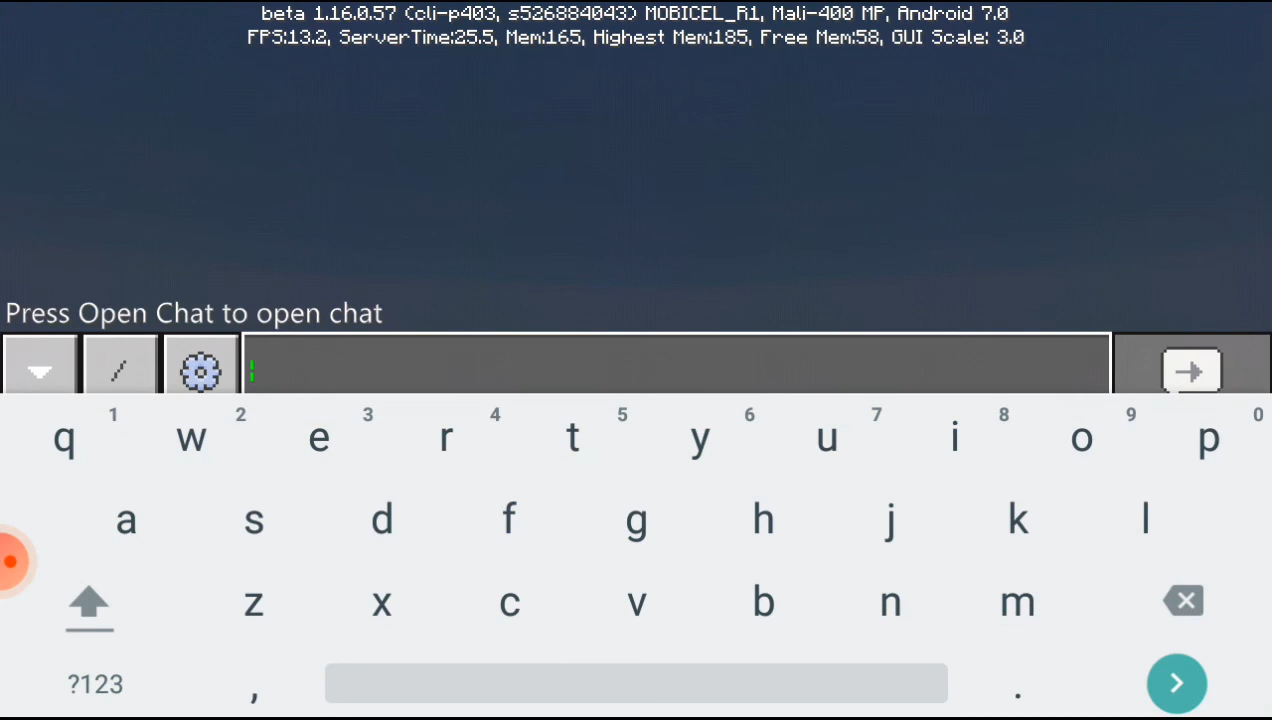 beta 1.16.0.57 (cli-p403, s526884043) MOBICEL_R1, Mali-400 MP, Android 7.0
FPS:13.2, ServerTime:25.5, Mem:165, Highest Mem:185, Free Mem:58, GUI Scale: 3.0
Press Open Chat to open chat
/
1 2 3 4 5 6 7 8 9 0
q w e r t y u i o p
a s d f g h j k l
z x c v b n m
?123 , .